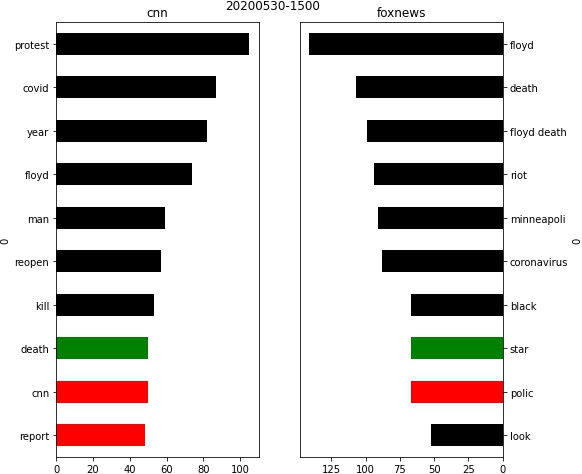 20200530-1500
cnn
foxnews
protest
covid
year
floyd
man
reopen
kill
death
cnn
report
0
0 20 40 60 80 100
floyd
death
floyd death
riot
minneapoli
coronavirus
black
star
polic
look
0
125 100 75 50 25 0